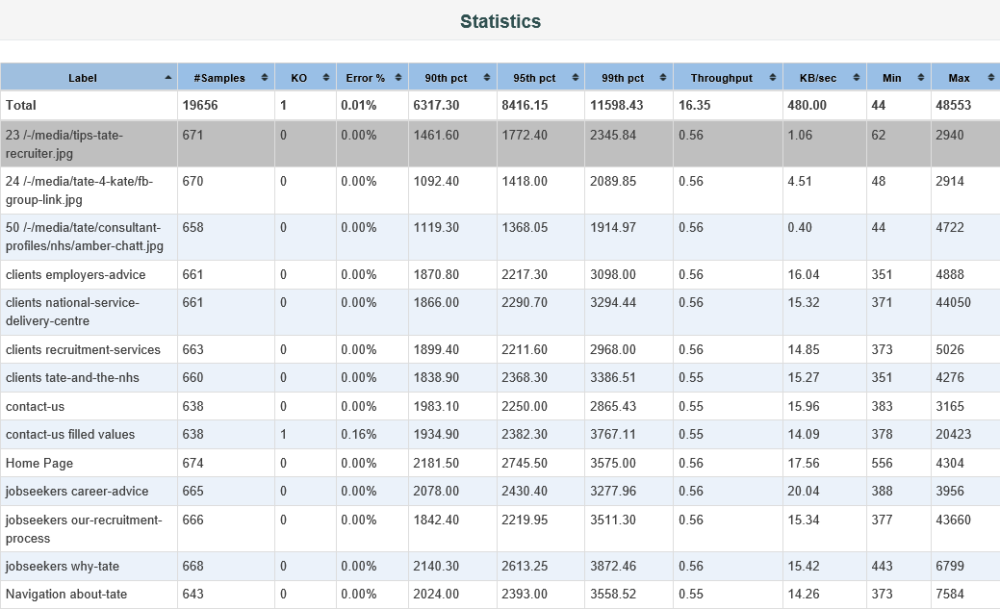 Statistics
Label #Samples KO Error % 90th pct 95th pct 99th pct Throughput KB/sec Min Max
Total 19656 1 0.01% 6317.30 8416.15 11598.43 16.35 480.00 44 48553
23 /-/media/tips-tate- 671 0 0.00% 1461.60 1772.40 2345.84 0.56 1.06 62 2940
recruiter.jpg
24 /-/media/tate-4-kate/fb- 670 0 0.00% 1092.40 1418.00 2089.85 0.56 4.51 48 2914
group-link.jpg
50 /-/media/tate/consultant- 658 0 0.00% 1119.30 1368.05 1914.97 0.56 0.40 44 4722
profiles/nhs/amber-chatt.jpg
clients employers-advice 661 0 0.00% 1870.80 2217.30 3098.00 0.56 16.04 351 4888
clients national-service- 661 0 0.00% 1866.00 2290.70 3294.44 0.56 15.32 371 44050
delivery-centre
clients recruitment-services 663 0 0.00% 1899.40 2211.60 2968.00 0.56 14.85 373 5026
clients tate-and-the-nhs 660 0 0.00% 1838.90 2368.30 3386.51 0.55 15.27 351 4276
contact-us 638 0 0.00% 1983.10 2250.00 2865.43 0.55 15.96 383 3165
contact-us filled values 638 1 0.16% 1934.90 2382.30 3767.11 0.55 14.09 378 20423
Home Page 674 0 0.00% 2181.50 2745.50 3575.00 0.56 17.56 556 4304
jobseekers career-advice 665 0 0.00% 2078.00 2430.40 3277.96 0.56 20.04 388 3956
jobseekers our-recruitment- 666 0 0.00% 1842.40 2219.95 3511.30 0.56 15.34 377 43660
process
jobseekers why-tate 668 0 0.00% 2140.30 2613.25 3872.46 0.56 15.42 443 6799
Navigation about-tate 643 0 0.00% 2024.00 2393.00 3558.52 0.55 14.26 373 7584